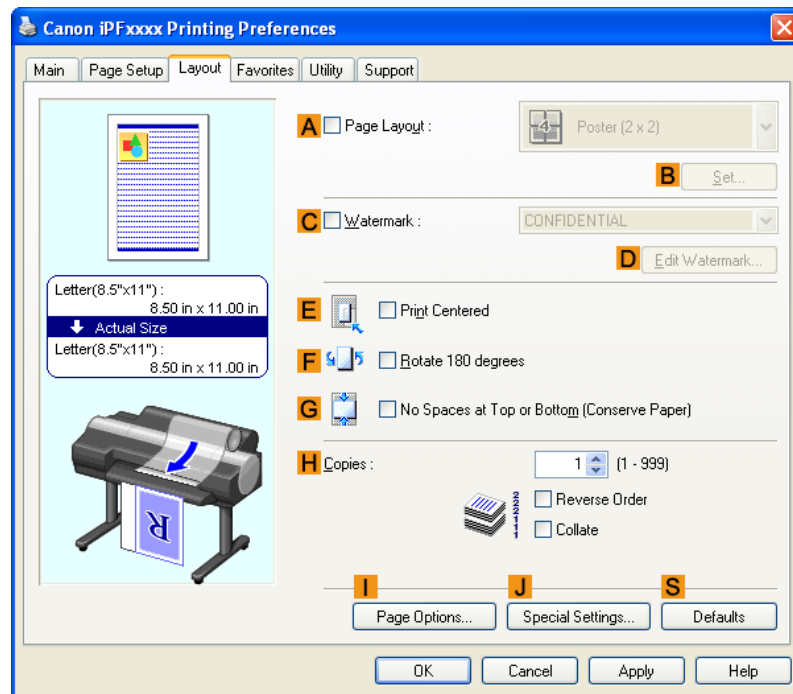 Canon iPFxxxx Printing Preferences
Main Page Setup Layout Favorites Utility Support
A Page Layout : 4 Poster (2 x 2)
B Set...
C Watermark : CONFIDENTIAL
D Edit Watermark...
Letter(8.5"x11") :
8.50 in x 11.00 in
Actual Size
Letter(8.5"x11") :
8.50 in x 11.00 in
E Print Centered
F Rotate 180 degrees
G No Spaces at Top or Bottom (Conserve Paper)
H Copies : 1 (1 - 999)
222111
Reverse Order
Collate
R
I J S
Page Options... Special Settings... Defaults
OK Cancel Apply Help